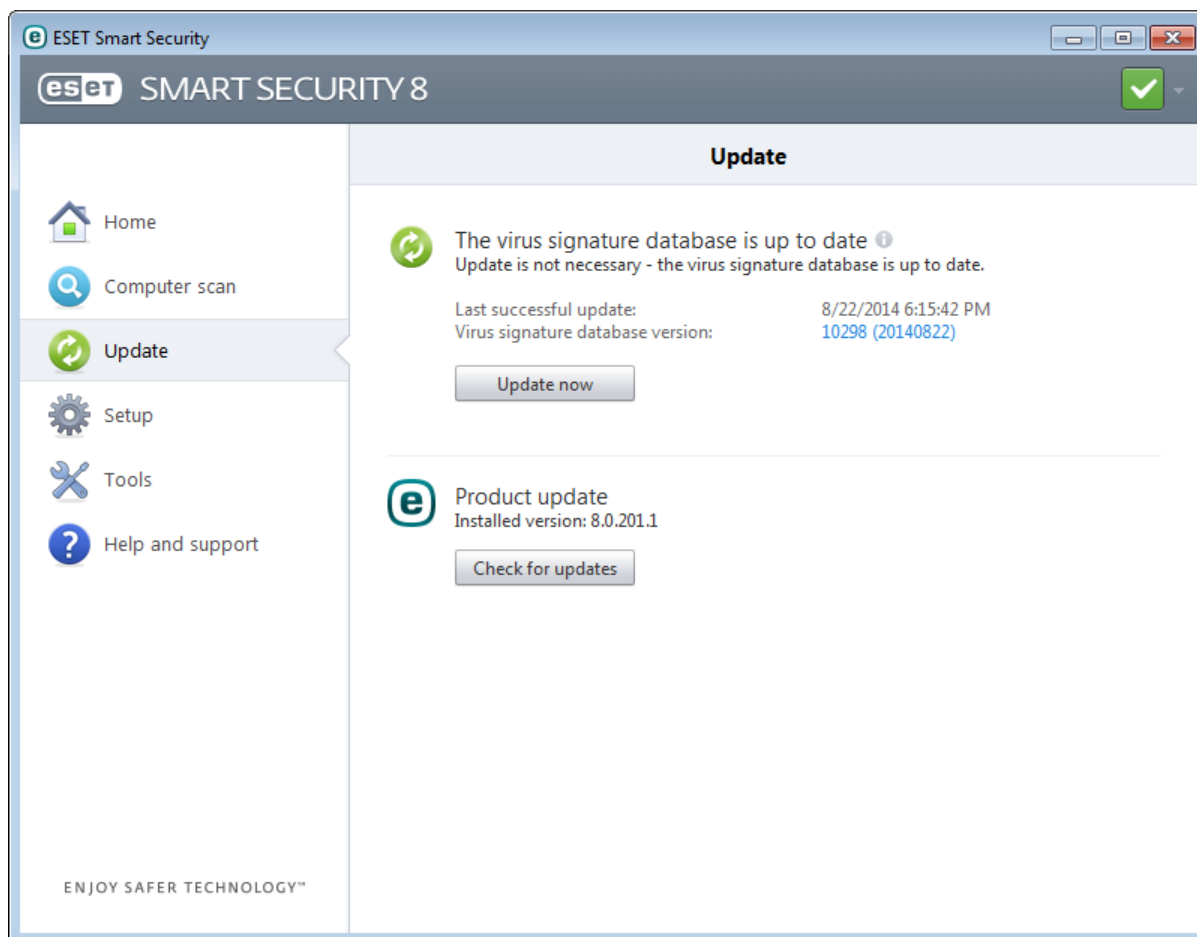 ESET Smart Security
eset SMART SECURITY 8
Update
Home
Computer scan
Update
Setup
Tools
Help and support
The virus signature database is up to date
Update is not necessary - the virus signature database is up to date.
Last successful update: 8/22/2014 6:15:42 PM
Virus signature database version: 10298 (20140822)
Update now
Product update
Installed version: 8.0.201.1
Check for updates
ENJOY SAFER TECHNOLOGY™